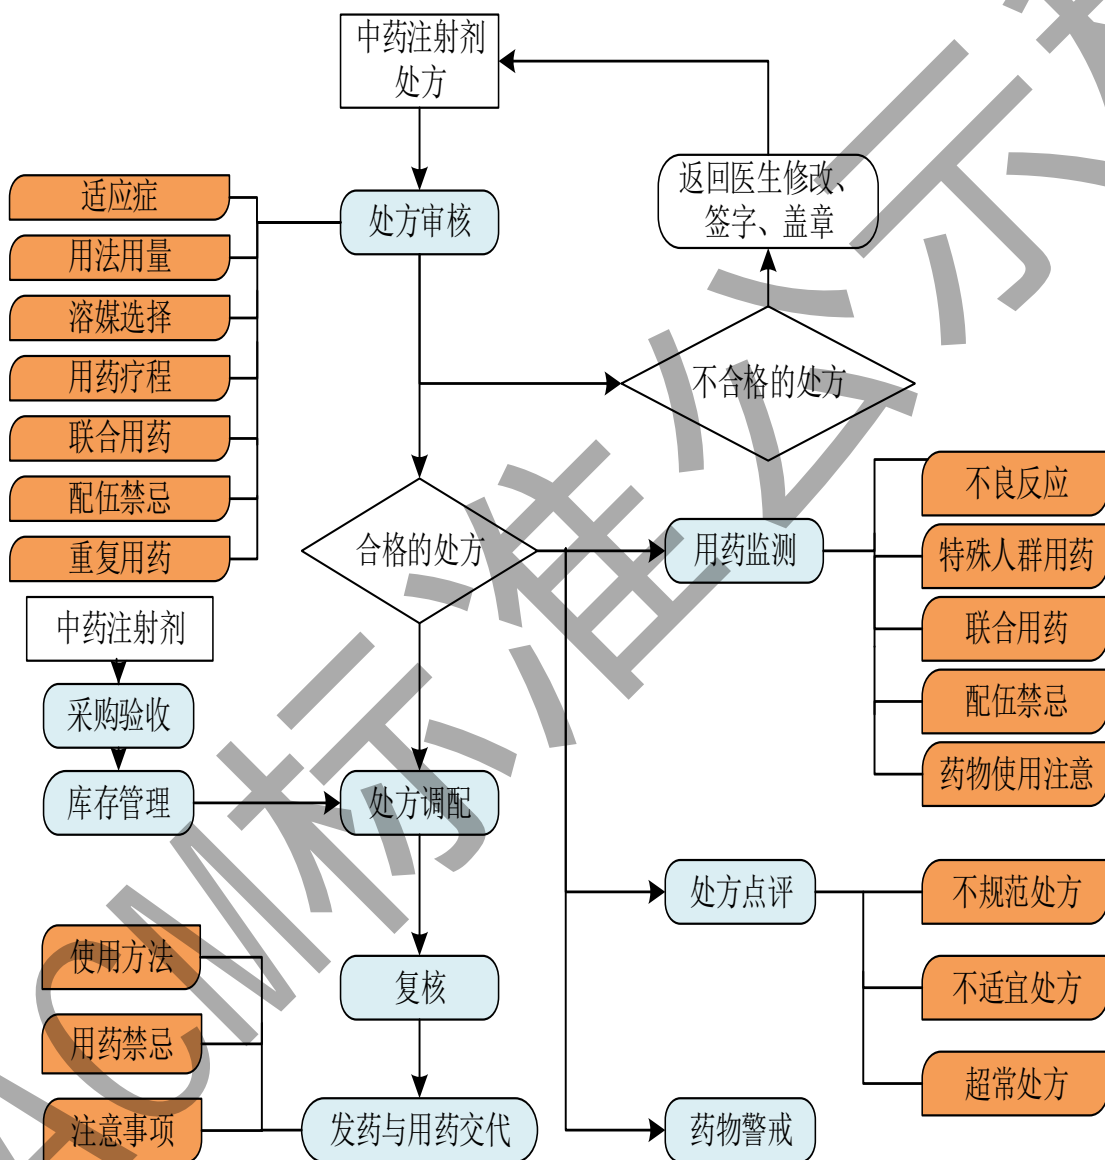 中药注射剂
处方
返回医生修改、
签字、盖章
适应症
处方审核
用法用量
溶媒选择
用药疗程
不合格的处方
联合用药
配伍禁忌
重复用药
合格的处方
用药监测
不良反应
特殊人群用药
联合用药
配伍禁忌
药物使用注意
中药注射剂
采购验收
库存管理
处方调配
处方点评
不规范处方
不适宜处方
超常处方
复核
使用方法
用药禁忌
注意事项
发药与用药交代
药物警戒
ACM标准公示